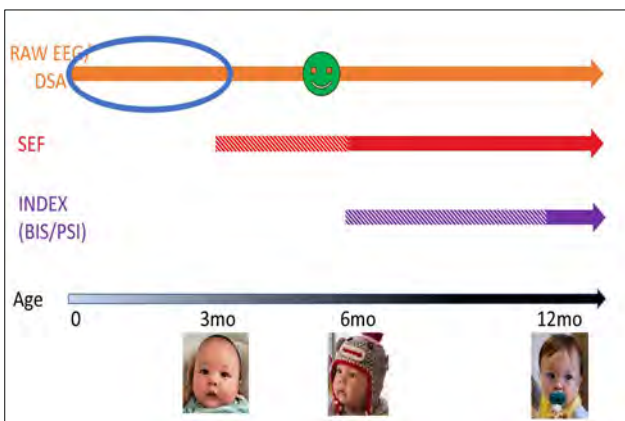 RAW EEG/
DSA
SEF
INDEX
(BIS/PSI)
Age
0 3mo 6mo 12mo